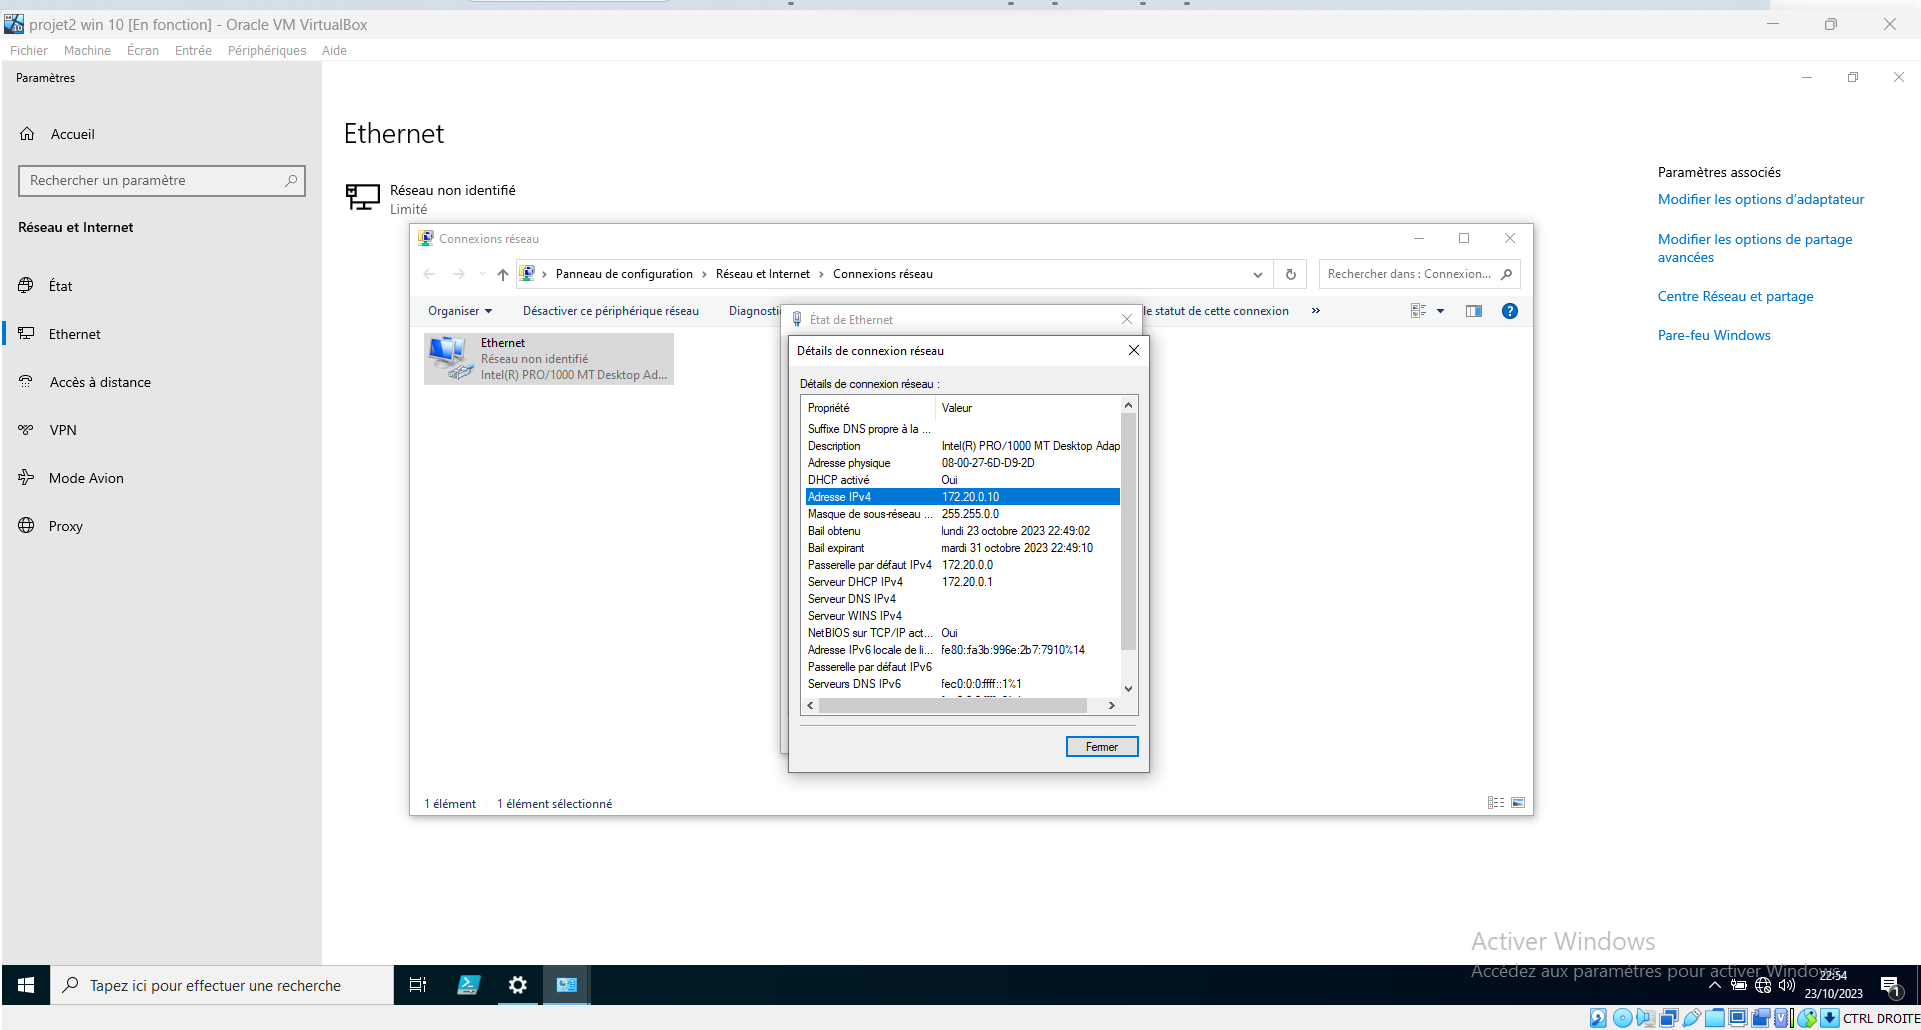 projet2 win 10 [En fonction] - Oracle VM VirtualBox
Fichier Machine Écran Entrée Périphériques Aide
Paramètres
Accueil
Rechercher un paramètre
Réseau et Internet
État
Ethernet
Accès à distance
VPN
Mode Avion
Proxy
Ethernet
Réseau non identifié
Limité
Paramètres associés
Modifier les options d'adaptateur
Modifier les options de partage
avancées
Centre Réseau et partage
Pare-feu Windows
Connexions réseau
Panneau de configuration > Réseau et Internet > Connexions réseau
Rechercher dans : Connexion...
Organiser Désactiver ce périphérique réseau Diagnosti le statut de cette connexion »
Ethernet
Réseau non identifié
Intel(R) PRO/1000 MT Desktop Ad...
État de Ethernet
Détails de connexion réseau
Détails de connexion réseau :
Propriété Valeur
Suffixe DNS propre à la ...
Description Intel(R) PRO/1000 MT Desktop Adap
Adresse physique 08-00-27-6D-D9-2D
DHCP activé Oui
Adresse IPv4 172.20.0.10
Masque de sous-réseau ... 255.255.0.0
Bail obtenu lundi 23 octobre 2023 22:49:02
Bail expirant mardi 31 octobre 2023 22:49:10
Passerelle par défaut IPv4 172.20.0.0
Serveur DHCP IPv4 172.20.0.1
Serveur DNS IPv4
Serveur WINS IPv4
NetBIOS sur TCP/IP act... Oui
Adresse IPv6 locale de li... fe80::fa3b:996e:2b7:7910%14
Passerelle par défaut IPv6
Serveurs DNS IPv6 fec0:0:0:ffff::1%1
Fermer
1 élément 1 élément sélectionné
Activer Windows
Accédez aux paramètres pour activer Windows.
Tapez ici pour effectuer une recherche
22:54
23/10/2023
1
CTRL DROITE